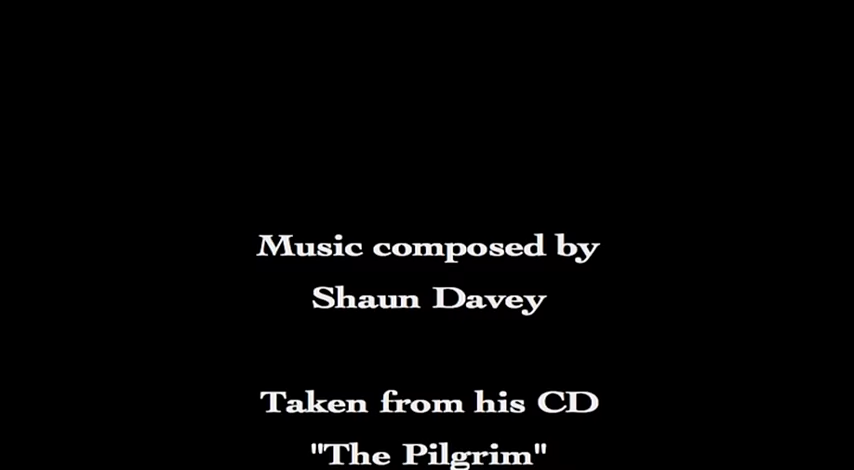 Music composed by
Shaun Davey
Taken from his CD
"The Pilgrim"